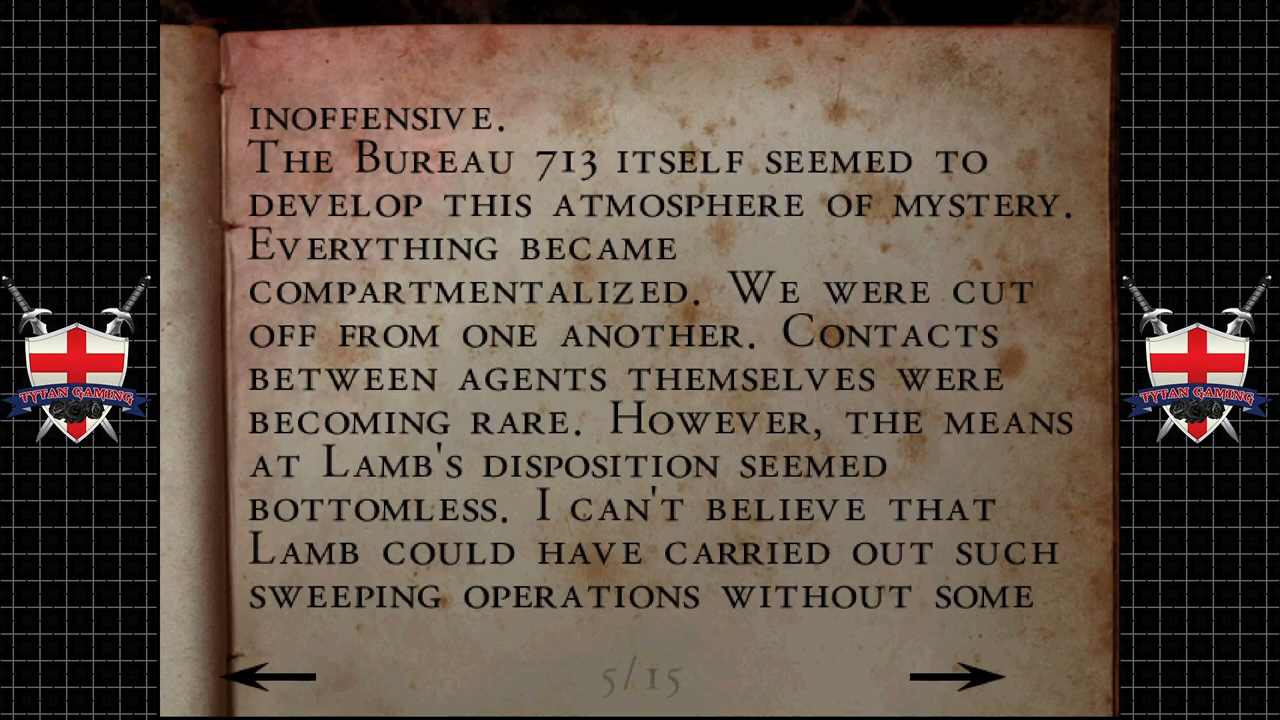 INOFFENSIVE.
THE BUREAU 713 ITSELF SEEMED TO
DEVELOP THIS ATMOSPHERE OF MYSTERY.
EVERYTHING BECAME
COMPARTMENTALIZED. WE WERE CUT
OFF FROM ONE ANOTHER. CONTACTS
BETWEEN AGENTS THEMSELVES WERE
BECOMING RARE. HOWEVER, THE MEANS
AT LAMB'S DISPOSITION SEEMED
BOTTOMLESS. I CAN'T BELIEVE THAT
LAMB COULD HAVE CARRIED OUT SUCH
SWEEPING OPERATIONS WITHOUT SOME
5/15
TYTAN GAMING
TYTAN GAMING